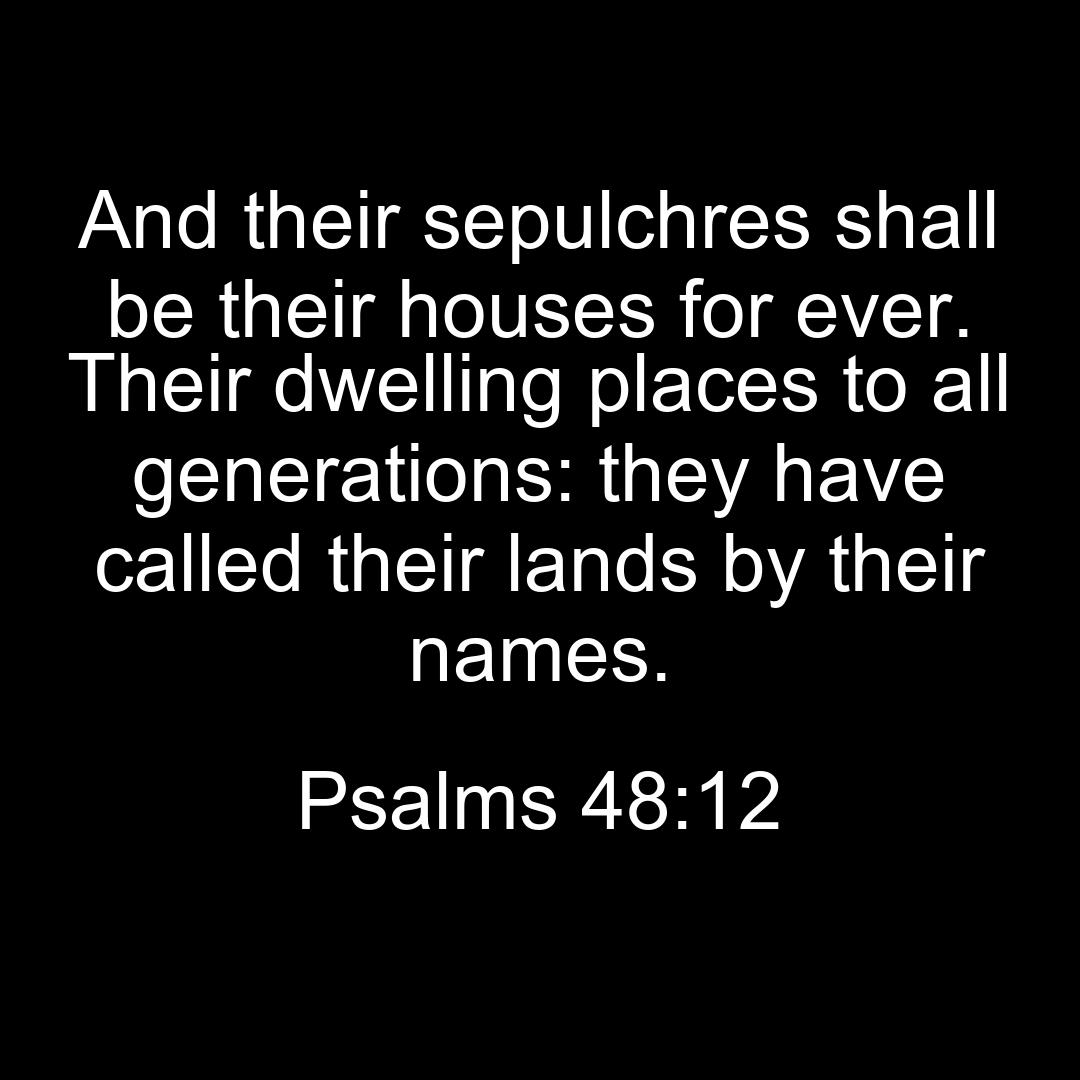 And their sepulchres shall
be their houses for ever.
Their dwelling places to all
generations: they have
called their lands by their
names.
Psalms 48:12